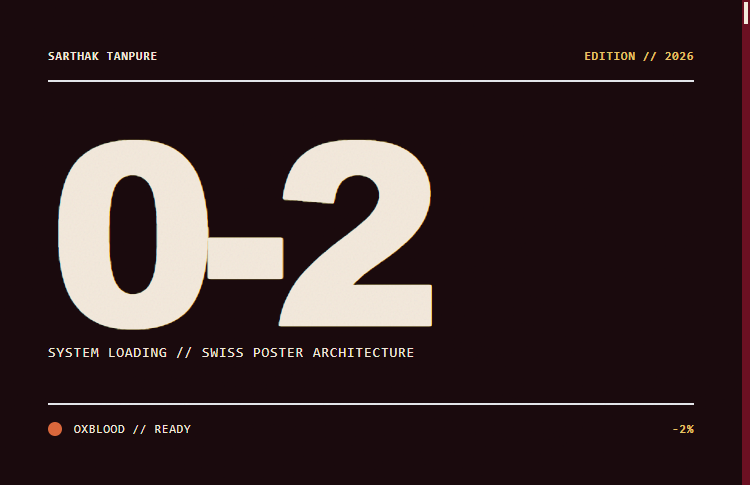 SARTHAK TANPURE
EDITION // 2026
0-2
SYSTEM LOADING // SWISS POSTER ARCHITECTURE
OXBLOOD // READY
-2%